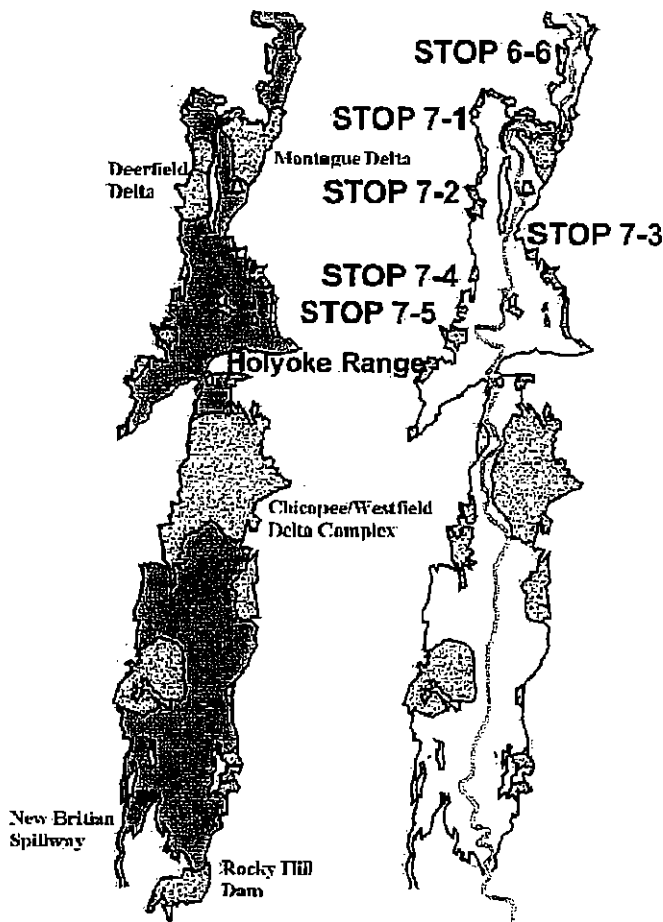 STOP 6-6
STOP 7-1
Deerfield
Delta
Montague Delta
STOP 7-2
STOP 7-3
STOP 7-4
STOP 7-5
Holyoke Range
Chicopee/Westfield
Delta Complex
New Britian
Spillway
Rocky Hill
Dam